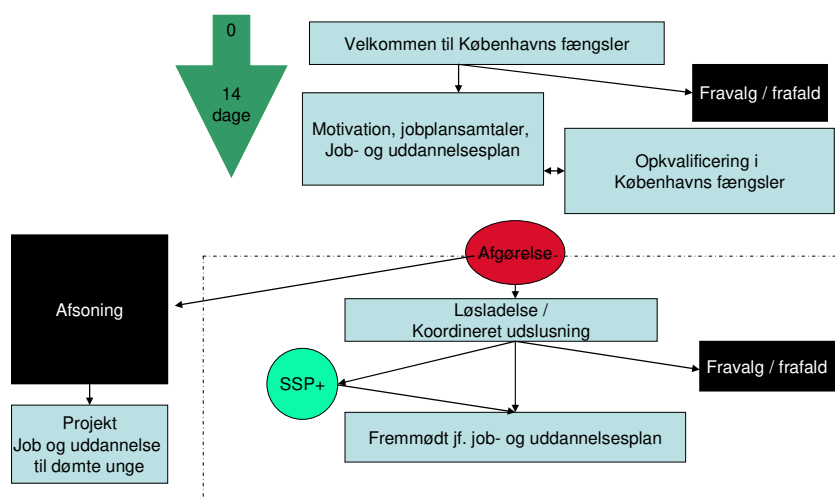 0
14
dage
Velkommen til Københavns fængsler
Fravalg / frafald
Motivation, jobplansamtaler,
Job- og uddannelsesplan
Opkvalificering i
Københavns fængsler
Afgørelse
Afsoning
Løsladelse /
Koordineret udslusning
Fravalg / frafald
SSP+
Projekt
Job og uddannelse
til dømte unge
Fremmødt jf. job- og uddannelsesplan